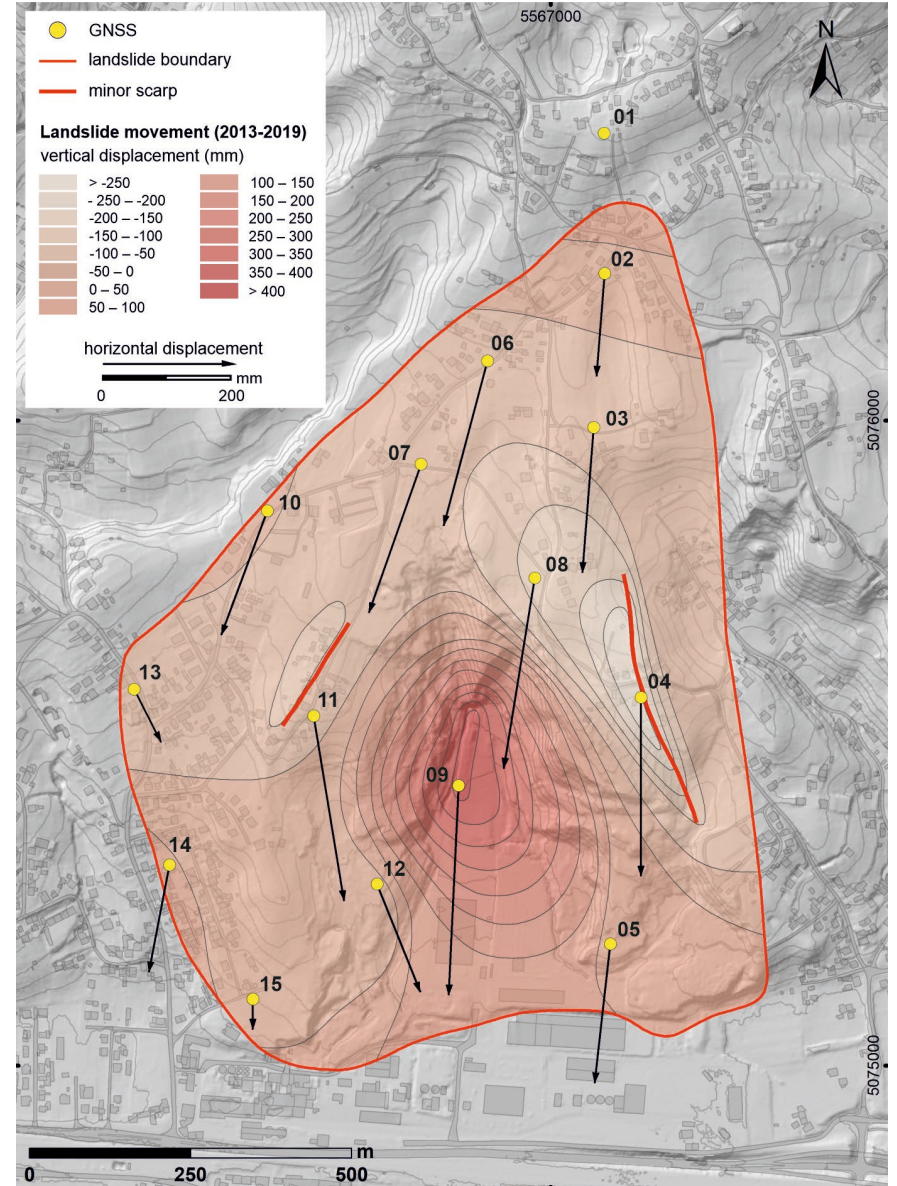 5567000
GNSS
landslide boundary
minor scarp
N
Landslide movement (2013-2019)
vertical displacement (mm)
> -250
- 250 – -200
-200 – -150
-150 – -100
-100 – -50
-50 – 0
0 – 50
50 – 100
100 – 150
150 – 200
200 – 250
250 – 300
300 – 350
350 – 400
> 400
horizontal displacement
mm
0
200
01
02
06
03
5076000
07
10
08
13
04
11
09
14
12
05
15
5075000
m
0
250
500